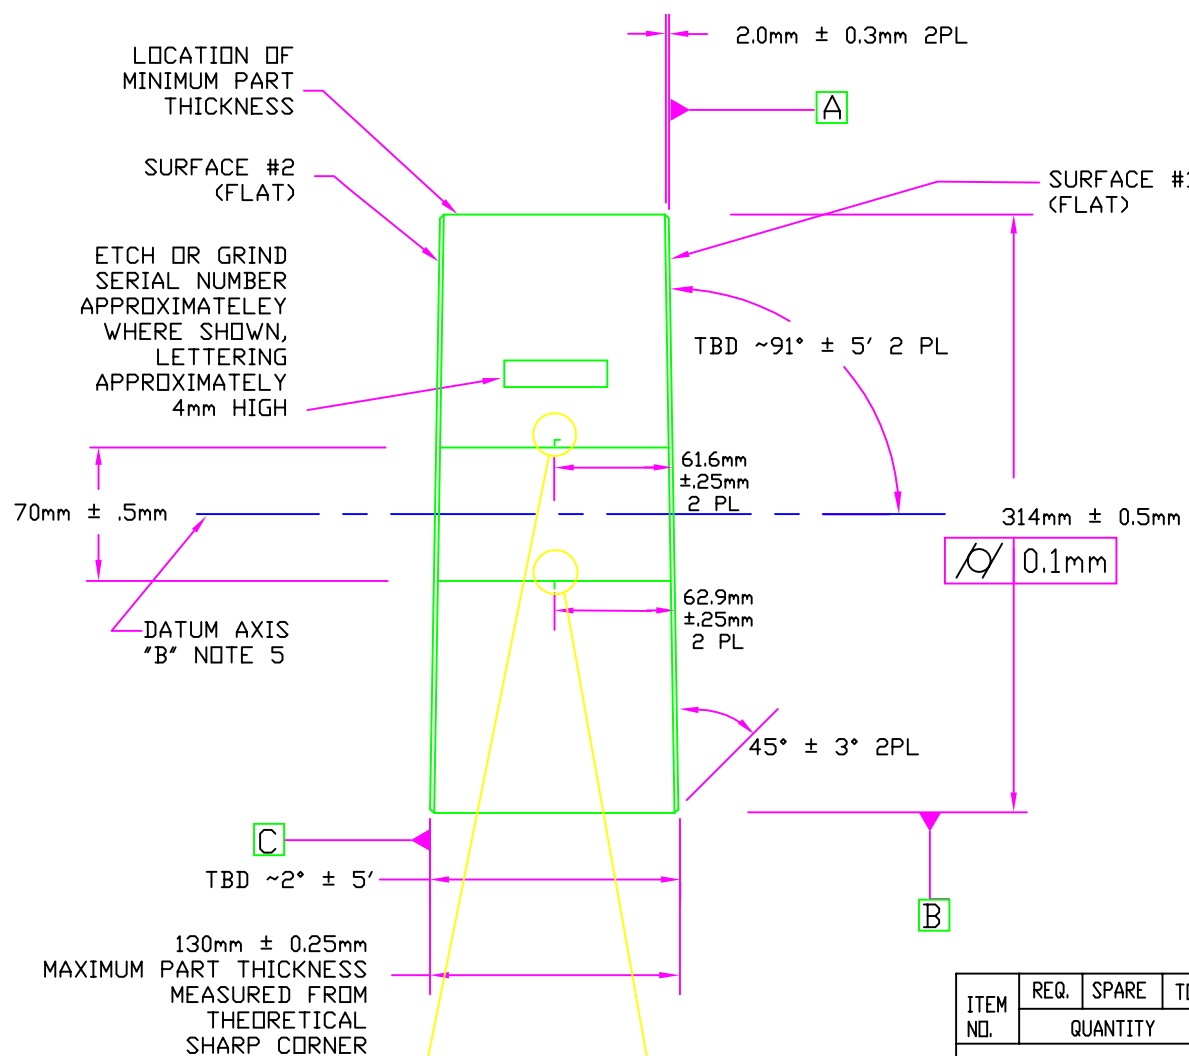 2.0mm ± 0.3mm 2PL
LOCATION OF
MINIMUM PART
THICKNESS
A
SURFACE #2
(FLAT)
SURFACE #1
(FLAT)
ETCH OR GRIND
SERIAL NUMBER
APPROXIMATELEY
WHERE SHOWN,
LETTERING
APPROXIMATELY
4mm HIGH
TBD ~91° ± 5′ 2 PL
61.6mm
±.25mm
2 PL
70mm ± .5mm
314mm ± 0.5mm
0.1mm
62.9mm
±.25mm
2 PL
DATUM AXIS
"B" NOTE 5
45° ± 3° 2PL
C
TBD ~2° ± 5′
B
130mm ± 0.25mm
MAXIMUM PART THICKNESS
MEASURED FROM
THEORETICAL
SHARP CORNER
ITEM
NO.
REQ. SPARE
QUANTITY